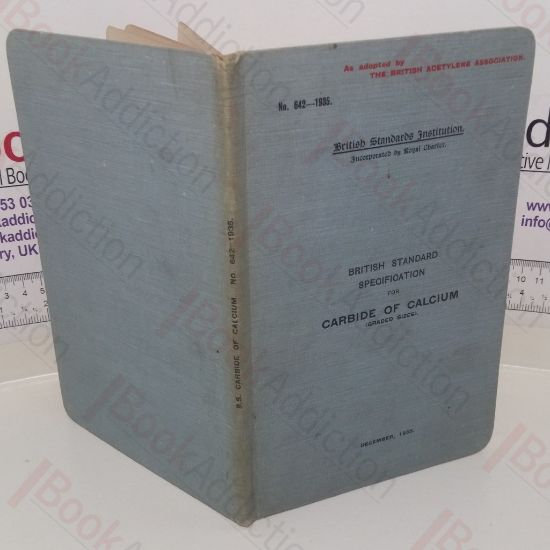 As adopted by
THE BRITISH ACETYLENE ASSOCIATION.
No. 642—1935.
British Standards Institution.
Incorporated by Royal Charter.
BRITISH STANDARD
SPECIFICATION
FOR
CARBIDE OF CALCIUM
(GRADED SIZES).
DECEMBER, 1935.
B.S. CARBIDE OF CALCIUM No. 642 1935.
BookAddiction